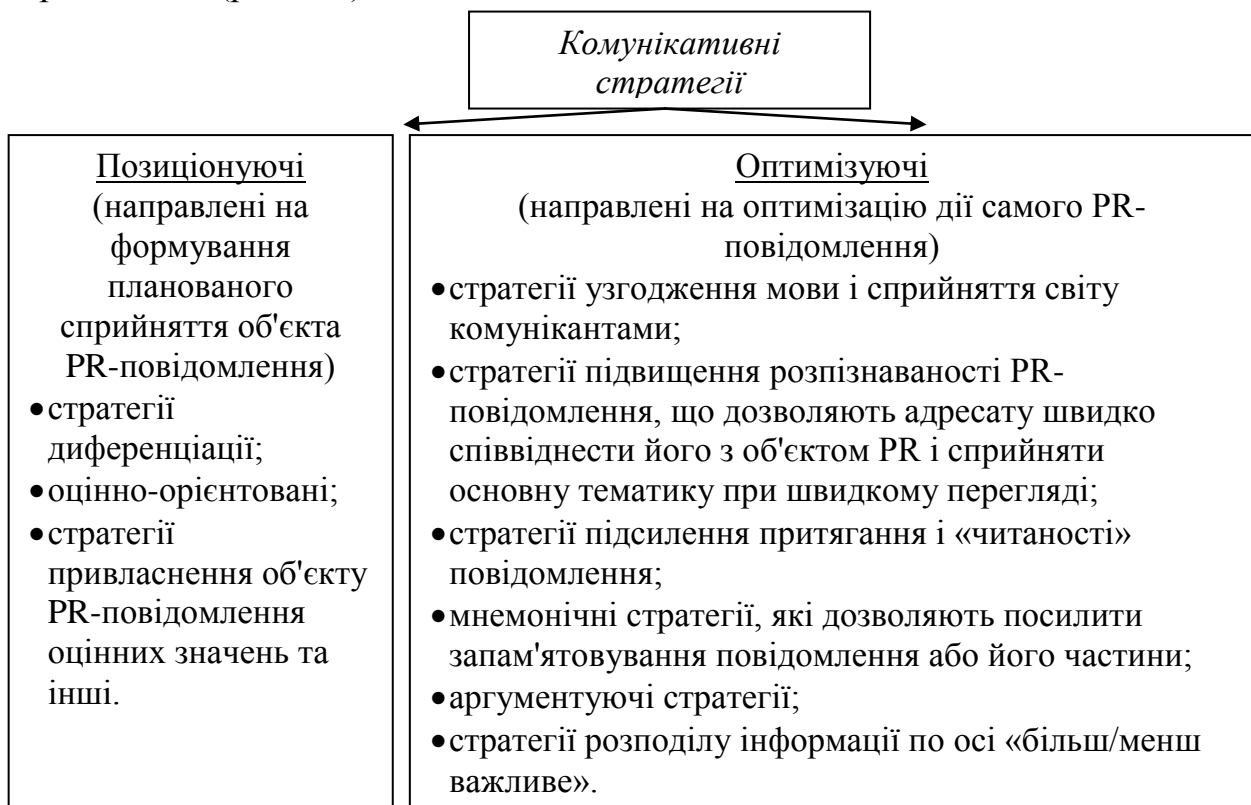 Комунікативні
стратегії
Позиціонуючі
(направлені на
формування
планованого
сприйняття об'єкта
PR-повідомлення)
•стратегії
диференціації;
•оцінно-орієнтовані;
•стратегії
привласнення об'єкту
PR-повідомлення
оцінних значень та
інші.
Оптимізуючі
(направлені на оптимізацію дії самого PR-
повідомлення)
•стратегії узгодження мови і сприйняття світу
комунікантами;
•стратегії підвищення розпізнаваності PR-
повідомлення, що дозволяють адресату швидко
співвіднести його з об'єктом PR і сприйняти
основну тематику при швидкому перегляді;
•стратегії підсилення притягання і «читаності»
повідомлення;
•мнемонічні стратегії, які дозволяють посилити
запам'ятовування повідомлення або його частини;
•аргументуючі стратегії;
•стратегії розподілу інформації по осі «більш/менш
важливе».